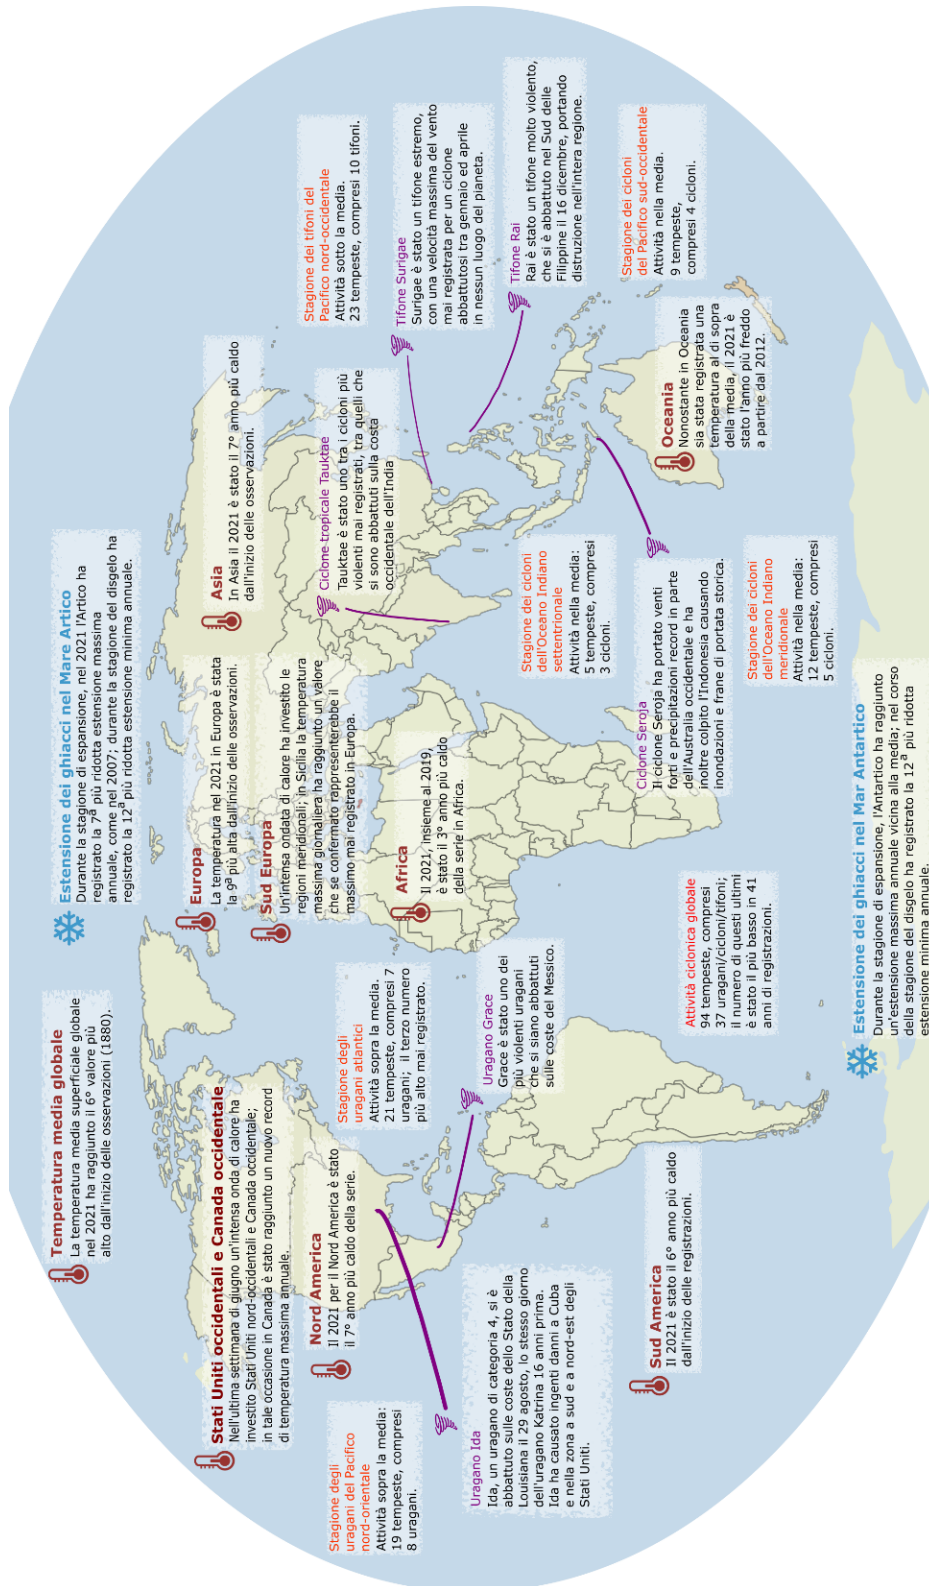 Temperatura media globale
La temperatura media superficiale globale
nel 2021 ha raggiunto il 6° valore più
alto dall'inizio delle osservazioni (1880).
Estensione dei ghiacci nel Mare Artico
Durante la stagione di espansione, nel 2021 l'Artico ha
registrato la 7ª più ridotta estensione massima
annuale, come nel 2007; durante la stagione del disgelo ha
registrato la 12ª più ridotta estensione minima annuale.
Stati Uniti occidentali e Canada occidentale
Nell'ultima settimana di giugno un'intensa onda di calore ha
investito Stati Uniti nord-occidentali e Canada occidentale;
in tale occasione in Canada è stato raggiunto un nuovo record
di temperatura massima annuale.
Europa
La temperatura nel 2021 in Europa è stata
la 9ª più alta dall'inizio delle osservazioni.
Asia
In Asia il 2021 è stato il 7° anno più caldo
dall'inizio delle osservazioni.
Sud Europa
Un'intensa ondata di calore ha investito le
regioni meridionali; in Sicilia la temperatura
massima giornaliera ha raggiunto un valore
che se confermato rappresenterebbe il
massimo mai registrato in Europa.
Nord America
Il 2021 per il Nord America è stato
il 7° anno più caldo della serie.
Stagione dei tifoni del
Pacifico nord-occidentale
Attività sotto la media.
23 tempeste, compresi 10 tifoni.
Stagione degli
uragani del Pacifico
nord-orientale
Attività sopra la media:
19 tempeste, compresi
8 uragani.
Stagione degli
uragani atlantici
Attività sopra la media.
21 tempeste, compresi 7
uragani; il terzo numero
più alto mai registrato.
Ciclone tropicale Tauktae
Tauktae è stato uno tra i cicloni più
violenti mai registrati, tra quelli che
si sono abbattuti sulla costa
occidentale dell'India
Tifone Surigae
Surigae è stato un tifone estremo,
con una velocità massima del vento
mai registrata per un ciclone
abbattutosi tra gennaio ed aprile
in nessun luogo del pianeta.
Africa
Il 2021, insieme al 2019,
è stato il 3° anno più caldo
della serie in Africa.
Uragano Ida
Ida, un uragano di categoria 4, si è
abbattuto sulle coste dello Stato della
Louisiana il 29 agosto, lo stesso giorno
dell'uragano Katrina 16 anni prima.
Ida ha causato ingenti danni a Cuba
e nella zona a sud e a nord-est degli
Stati Uniti.
Uragano Grace
Grace è stato uno dei
più violenti uragani
che si siano abbattuti
sulle coste del Messico.
Stagione dei cicloni
dell'Oceano Indiano
settentrionale
Attività nella media:
5 tempeste, compresi
3 cicloni.
Tifone Rai
Rai è stato un tifone molto violento,
che si è abbattuto nel Sud delle
Filippine il 16 dicembre, portando
distruzione nell'intera regione.
Stagione dei cicloni
del Pacifico sud-occidentale
Attività nella media.
9 tempeste,
compresi 4 cicloni.
Ciclone Seroja
Il ciclone Seroja ha portato venti
forti e precipitazioni record in parte
dell'Australia occidentale e ha
inoltre colpito l'Indonesia causando
inondazioni e frane di portata storica.
Oceania
Nonostante in Oceania
sia stata registrata una
temperatura al di sopra
della media, il 2021 è
stato l'anno più freddo
a partire dal 2012.
Sud America
Il 2021 è stato il 6° anno più caldo
dall'inizio delle registrazioni.
Attività ciclonica globale
94 tempeste, compresi
37 uragani/cicloni/tifoni;
il numero di questi ultimi
è stato il più basso in 41
anni di registrazioni.
Stagione dei cicloni
dell'Oceano Indiano
meridionale
Attività nella media:
12 tempeste, compresi
5 cicloni.
Estensione dei ghiacci nel Mar Antartico
Durante la stagione di espansione, l'Antartico ha raggiunto
un'estensione massima annuale vicina alla media; nel corso
della stagione del disgelo ha registrato la 12ª più ridotta
estensione minima annuale.